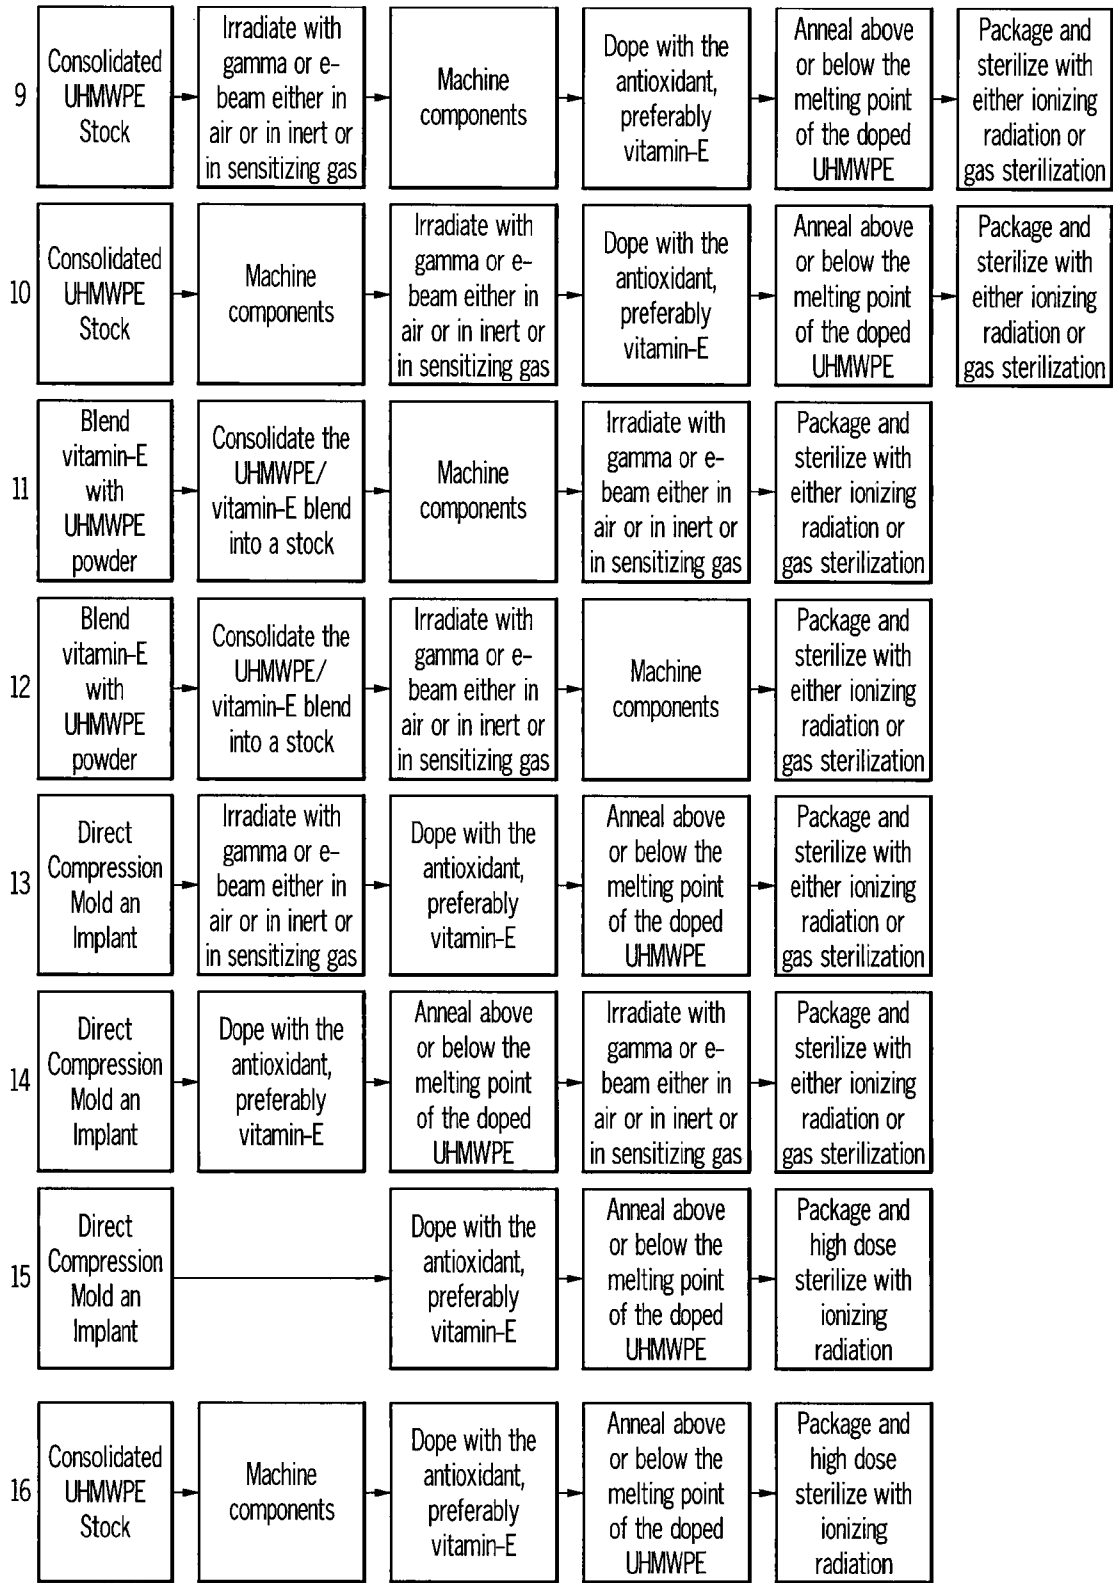 9
Consolidated
UHMWPE
Stock
Irradiate with
gamma or e-
beam either in
air or in inert or
in sensitizing gas
Machine
components
Dope with the
antioxidant,
preferably
vitamin-E
Anneal above
or below the
melting point
of the doped
UHMWPE
Package and
sterilize with
either ionizing
radiation or
gas sterilization
10
Consolidated
UHMWPE
Stock
Machine
components
Irradiate with
gamma or e-
beam either in
air or in inert or
in sensitizing gas
Dope with the
antioxidant,
preferably
vitamin-E
Anneal above
or below the
melting point
of the doped
UHMWPE
Package and
sterilize with
either ionizing
radiation or
gas sterilization
11
Blend
vitamin-E
with
UHMWPE
powder
Consolidate the
UHMWPE/
vitamin-E blend
into a stock
Machine
components
Irradiate with
gamma or e-
beam either in
air or in inert or
in sensitizing gas
Package and
sterilize with
either ionizing
radiation or
gas sterilization
12
Blend
vitamin-E
with
UHMWPE
powder
Consolidate the
UHMWPE/
vitamin-E blend
into a stock
Irradiate with
gamma or e-
beam either in
air or in inert or
in sensitizing gas
Machine
components
Package and
sterilize with
either ionizing
radiation or
gas sterilization
13
Direct
Compression
Mold an
Implant
Irradiate with
gamma or e-
beam either in
air or in inert or
in sensitizing gas
Dope with the
antioxidant,
preferably
vitamin-E
Anneal above
or below the
melting point
of the doped
UHMWPE
Package and
sterilize with
either ionizing
radiation or
gas sterilization
14
Direct
Compression
Mold an
Implant
Dope with the
antioxidant,
preferably
vitamin-E
Anneal above
or below the
melting point
of the doped
UHMWPE
Irradiate with
gamma or e-
beam either in
air or in inert or
in sensitizing gas
Package and
sterilize with
either ionizing
radiation or
gas sterilization
15
Direct
Compression
Mold an
Implant
Dope with the
antioxidant,
preferably
vitamin-E
Anneal above
or below the
melting point
of the doped
UHMWPE
Package and
high dose
sterilize with
ionizing
radiation
16
Consolidated
UHMWPE
Stock
Machine
components
Dope with the
antioxidant,
preferably
vitamin-E
Anneal above
or below the
melting point
of the doped
UHMWPE
Package and
high dose
sterilize with
ionizing
radiation